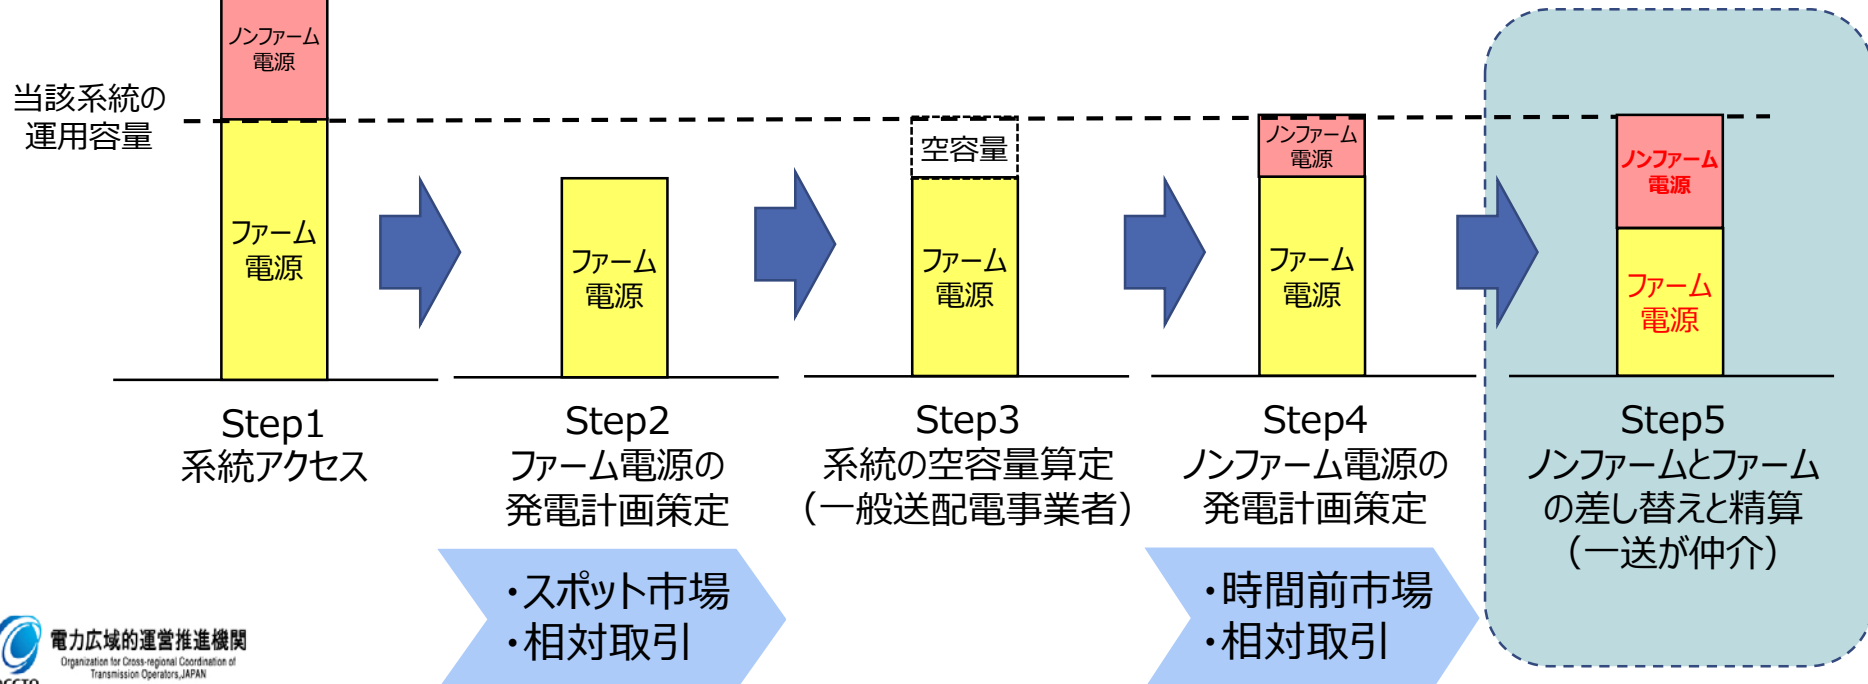 ノンファーム
電源
当該系統の
運用容量
ファーム
電源
ファーム
電源
空容量
ファーム
電源
ノンファーム
電源
ファーム
電源
ノンファーム
電源
ファーム
電源
Step1
系統アクセス
Step2
ファーム電源の
発電計画策定
Step3
系統の空容量算定
（一般送配電事業者）
Step4
ノンファーム電源の
発電計画策定
Step5
ノンファームとファーム
の差し替えと精算
（一送が仲介）
・スポット市場
・相対取引
・時間前市場
・相対取引
電力広域的運営推進機関
Organization for Cross-regional Coordination of
Transmission Operators,JAPAN